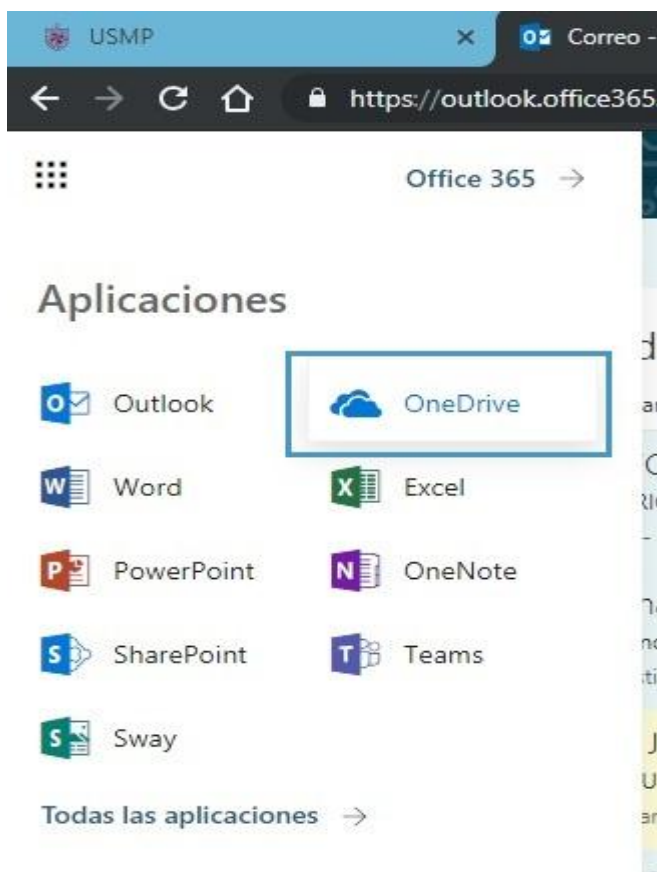 USMP
Correo -
https://outlook.office365.
Office 365
Aplicaciones
Outlook
OneDrive
Word
Excel
PowerPoint
OneNote
SharePoint
Teams
Sway
Todas las aplicaciones